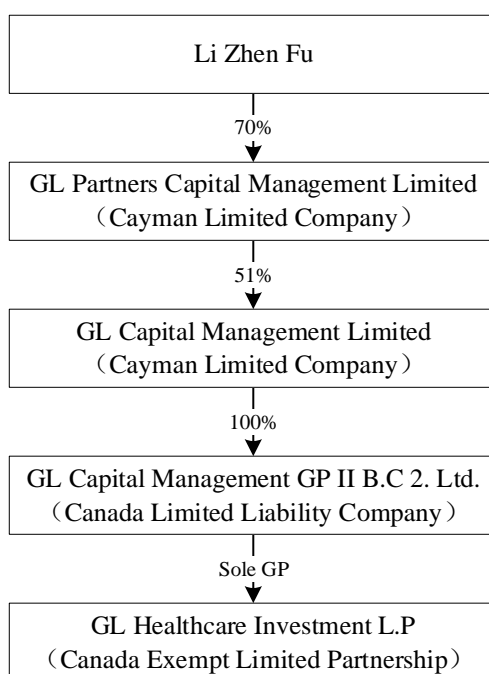 Li Zhen Fu
70%
GL Partners Capital Management Limited
（Cayman Limited Company）
51%
GL Capital Management Limited
（Cayman Limited Company）
100%
GL Capital Management GP II B.C 2. Ltd.
（Canada Limited Liability Company）
Sole GP
GL Healthcare Investment L.P
（Canada Exempt Limited Partnership）